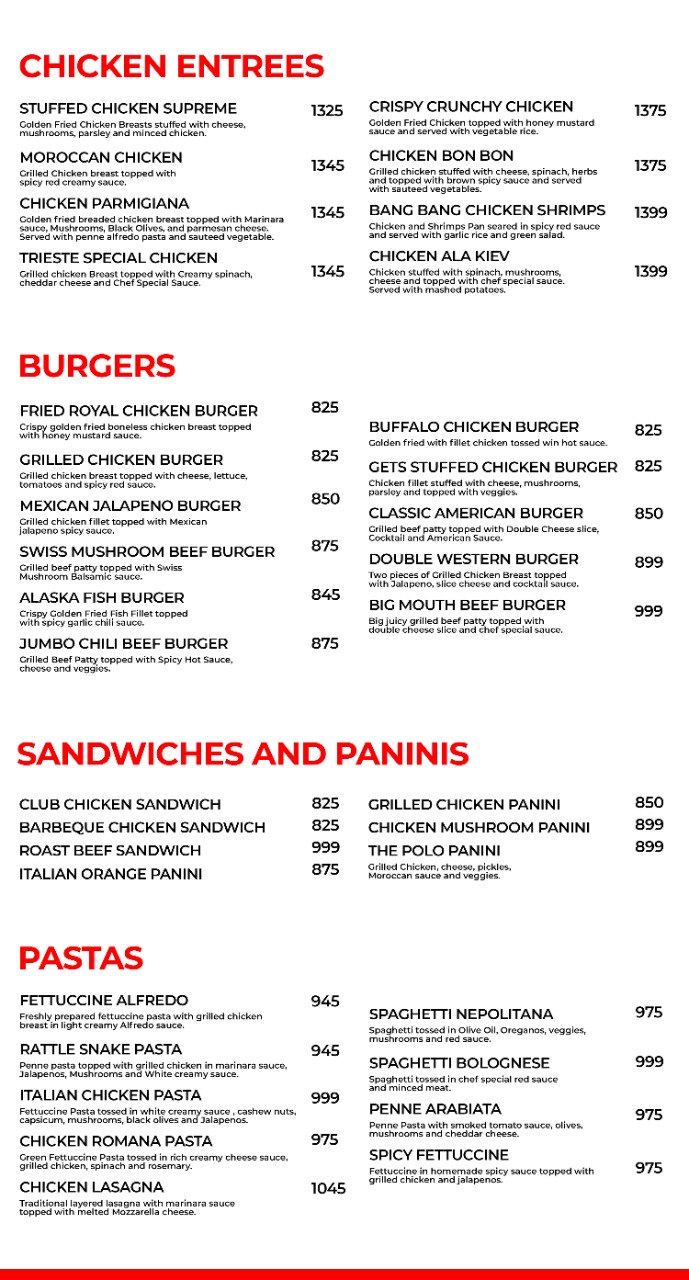 CHICKEN ENTREES
STUFFED CHICKEN SUPREME 1325
Golden Fried Chicken Breasts stuffed with cheese,
mushrooms, parsley and minced chicken.
MOROCCAN CHICKEN 1345
Grilled Chicken breast topped with
spicy red creamy sauce.
CHICKEN PARMIGIANA 1345
Golden fried breaded chicken breast topped with Marinara
sauce, Mushrooms, Black Olives, and parmesan cheese.
Served with penne alfredo pasta and sauteed vegetable.
TRIESTE SPECIAL CHICKEN 1345
Grilled chicken Breast topped with Creamy spinach,
cheddar cheese and Chef Special Sauce.
CRISPY CRUNCHY CHICKEN 1375
Golden Fried Chicken topped with honey mustard
sauce and served with vegetable rice.
CHICKEN BON BON 1375
Grilled chicken stuffed with cheese, spinach, herbs
and topped with brown spicy sauce and served
with sauteed vegetables.
BANG BANG CHICKEN SHRIMPS 1399
Chicken and Shrimps Pan seared in spicy red sauce
and served with garlic rice and green salad.
CHICKEN ALA KIEV 1399
Chicken stuffed with spinach, mushrooms,
cheese and topped with chef special sauce.
Served with mashed potatoes.
BURGERS
FRIED ROYAL CHICKEN BURGER 825
Crispy golden fried boneless chicken breast topped
with honey mustard sauce.
GRILLED CHICKEN BURGER 825
Grilled chicken breast topped with cheese, lettuce,
tomatoes and spicy red sauce.
MEXICAN JALAPENO BURGER 850
Grilled chicken fillet topped with Mexican
jalapeno spicy sauce.
SWISS MUSHROOM BEEF BURGER 875
Grilled beef patty topped with Swiss
Mushroom Balsamic sauce.
ALASKA FISH BURGER 845
Crispy Golden Fried Fish Fillet topped
with spicy garlic chili sauce.
JUMBO CHILI BEEF BURGER 875
Grilled Beef Patty topped with Spicy Hot Sauce,
cheese and veggies.
BUFFALO CHICKEN BURGER 825
Golden fried with fillet chicken tossed win hot sauce.
GETS STUFFED CHICKEN BURGER 825
Chicken fillet stuffed with cheese, mushrooms,
parsley and topped with veggies.
CLASSIC AMERICAN BURGER 850
Grilled beef patty topped with Double Cheese slice,
Cocktail and American Sauce.
DOUBLE WESTERN BURGER 899
Two pieces of Grilled Chicken Breast topped
with Jalapeno, slice cheese and cocktail sauce.
BIG MOUTH BEEF BURGER 999
Big juicy grilled beef patty topped with
double cheese slice and chef special sauce.
SANDWICHES AND PANINIS
CLUB CHICKEN SANDWICH 825
BARBEQUE CHICKEN SANDWICH 825
ROAST BEEF SANDWICH 999
ITALIAN ORANGE PANINI 875
GRILLED CHICKEN PANINI 850
CHICKEN MUSHROOM PANINI 899
THE POLO PANINI 899
Grilled Chicken, cheese, pickles,
Moroccan sauce and veggies.
PASTAS
FETTUCCINE ALFREDO 945
Freshly prepared fettuccine pasta with grilled chicken
breast in light creamy Alfredo sauce.
RATTLE SNAKE PASTA 945
Penne pasta topped with grilled chicken in marinara sauce,
Jalapenos, Mushrooms and White creamy sauce.
ITALIAN CHICKEN PASTA 999
Fettuccine Pasta tossed in white creamy sauce , cashew nuts,
capsicum, mushrooms, black olives and Jalapenos.
CHICKEN ROMANA PASTA 975
Green Fettuccine Pasta tossed in rich creamy cheese sauce,
grilled chicken, spinach and rosemary.
CHICKEN LASAGNA 1045
Traditional layered lasagna with marinara sauce
topped with melted Mozzarella cheese.
SPAGHETTI NEPOLITANA 975
Spaghetti tossed in Olive Oil, Oreganos, veggies,
mushrooms and red sauce.
SPAGHETTI BOLOGNESE 999
Spaghetti tossed in chef special red sauce
and minced meat.
PENNE ARABIATA 975
Penne Pasta with smoked tomato sauce, olives,
mushrooms and cheddar cheese.
SPICY FETTUCCINE 975
Fettuccine in homemade spicy sauce topped with
grilled chicken and jalapenos.